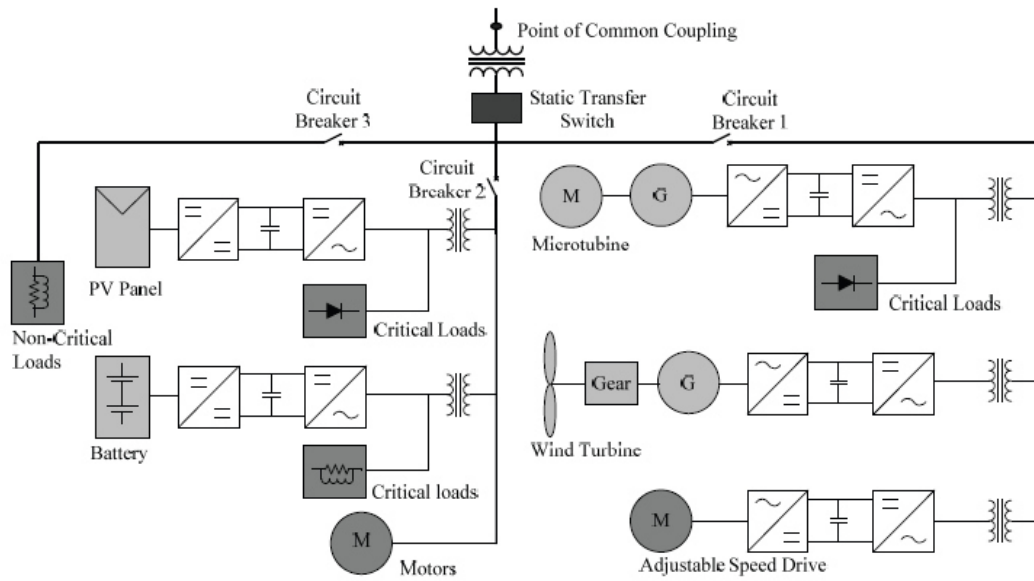 Point of Common Coupling
Circuit
Breaker 3
Static Transfer
Switch
Circuit
Breaker 1
Circuit
Breaker 2
M
G
Microtubine
PV Panel
Critical Loads
Critical Loads
Non-Critical
Loads
Gear
G
Wind Turbine
Battery
Critical loads
M
Motors
M
Adjustable Speed Drive